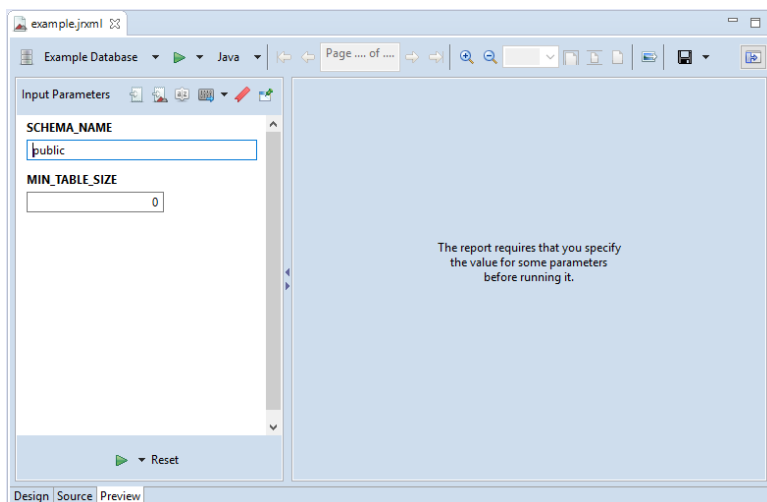 example.jrxml
Example Database Java Page .... of ....
Input Parameters
SCHEMA_NAME
public
MIN_TABLE_SIZE
0
The report requires that you specify
the value for some parameters
before running it.
Reset
Design Source Preview